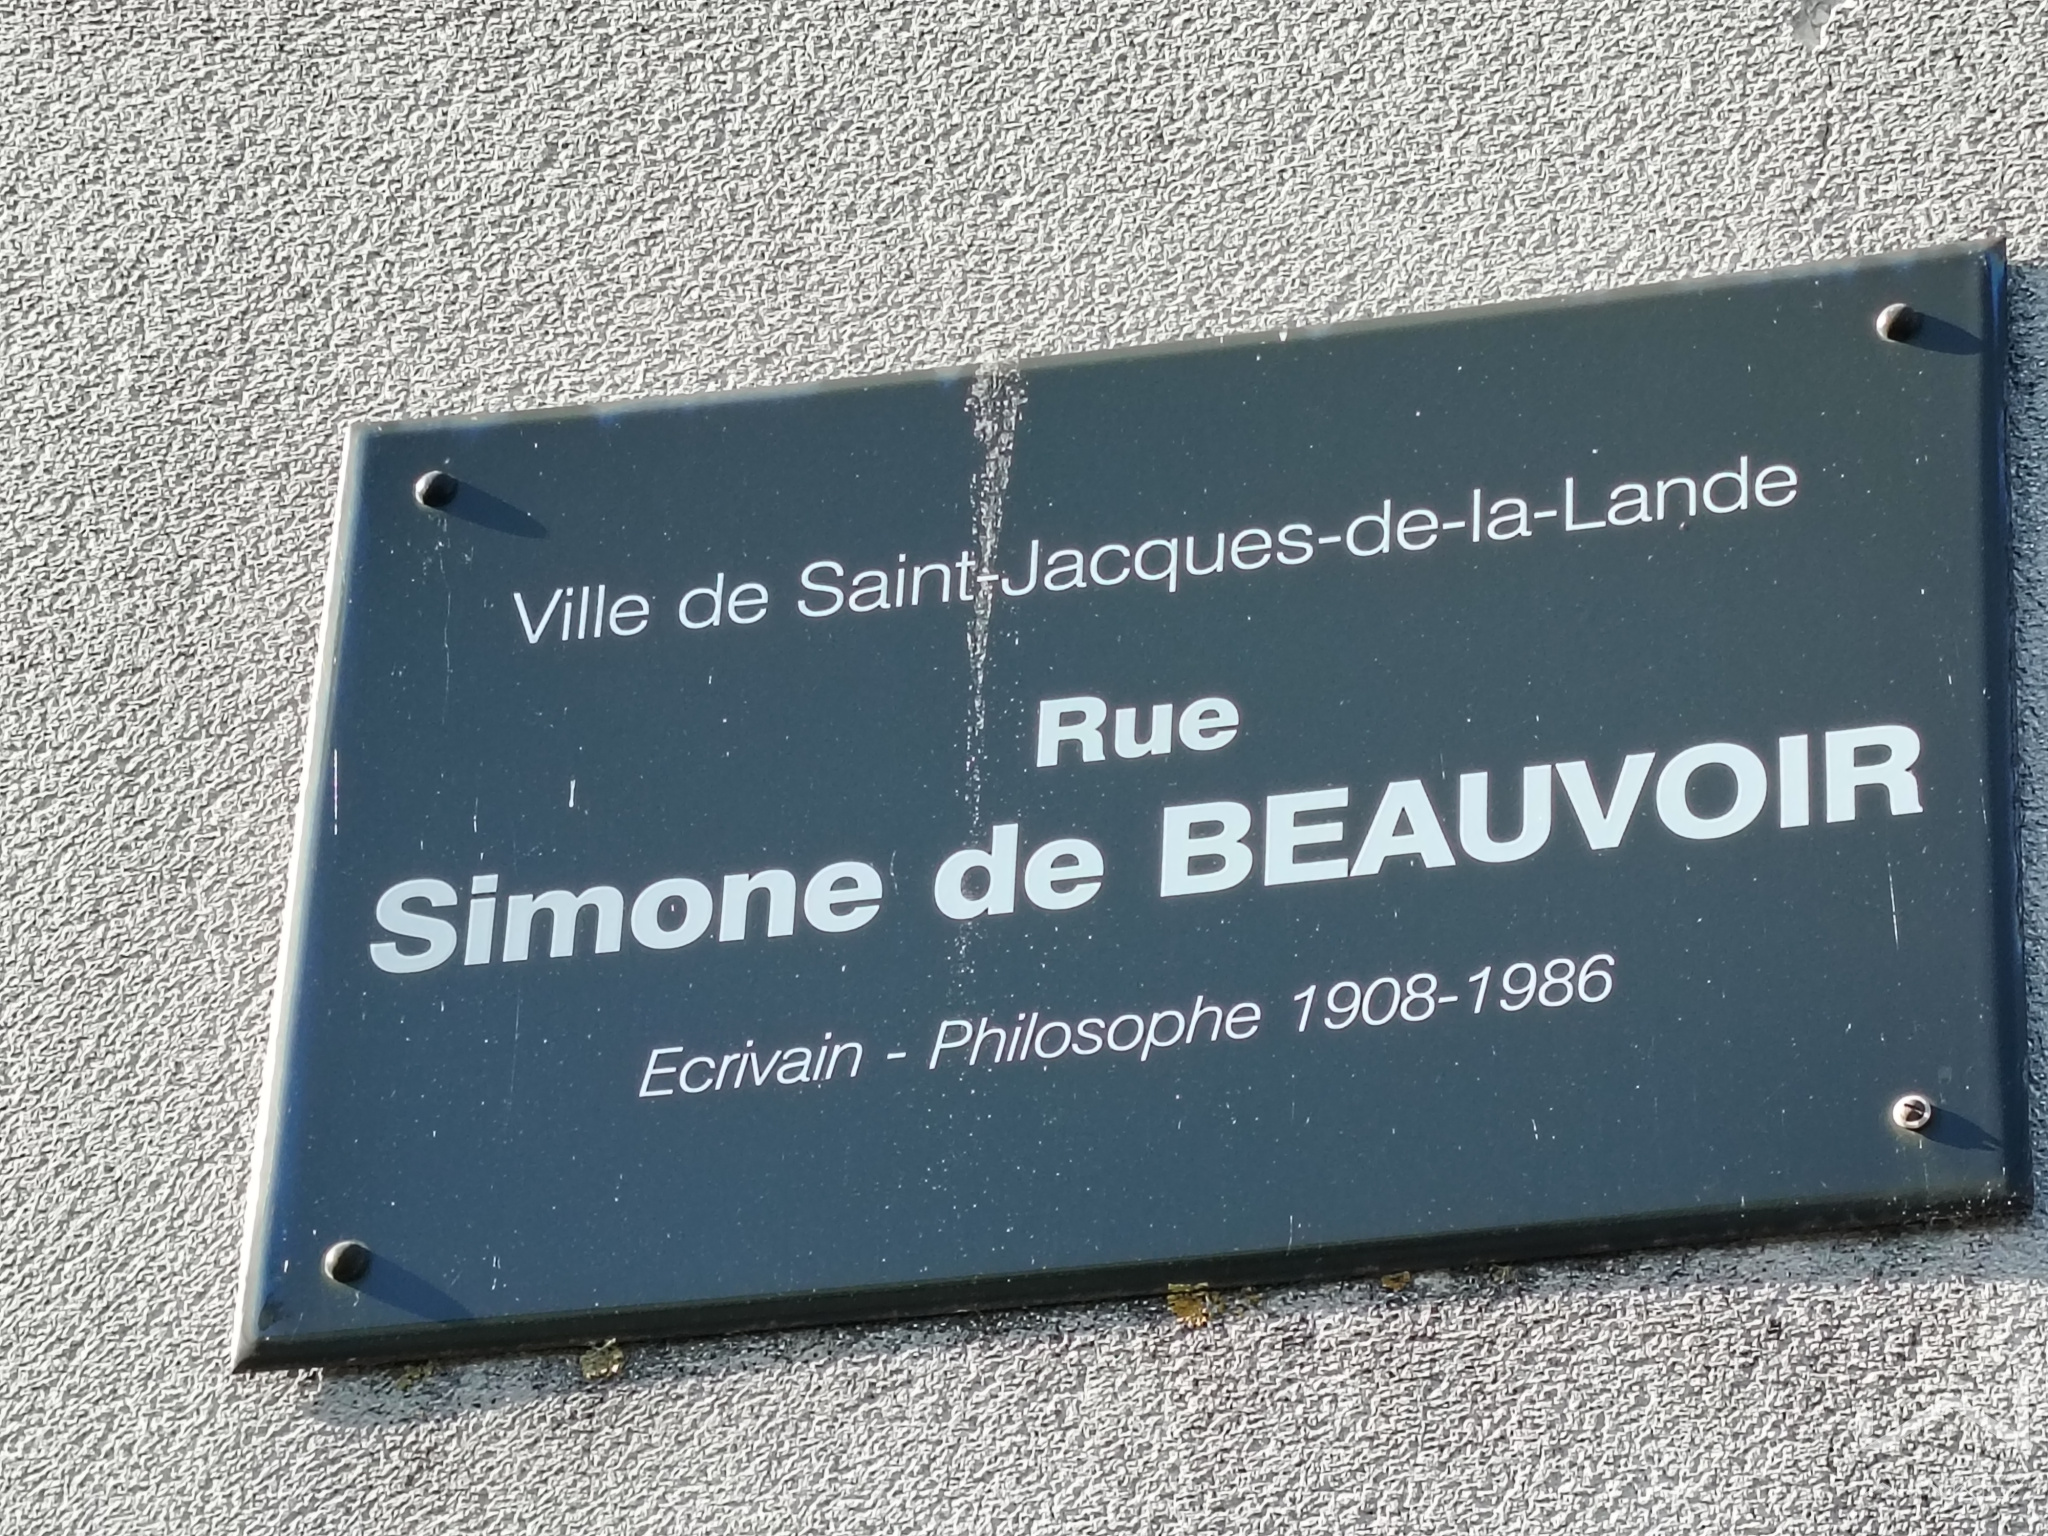 Ville de Saint-Jacques-de-la-Lande
Rue
Simone de BEAUVOIR
Ecrivain - Philosophe 1908-1986